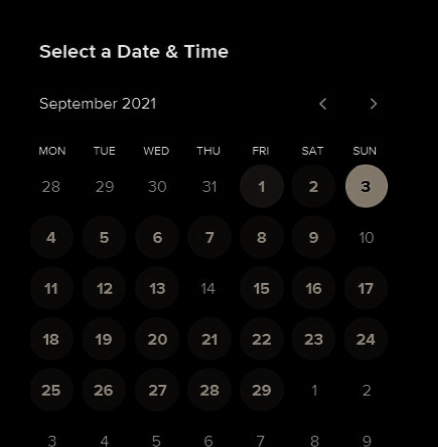 Select a Date & Time
September 2021
MON TUE WED THU FRI SAT SUN
28 29 30 31 1 2 3
4 5 6 7 8 9 10
11 12 13 14 15 16 17
18 19 20 21 22 23 24
25 26 27 28 29 1 2
3 4 5 6 7 8 9